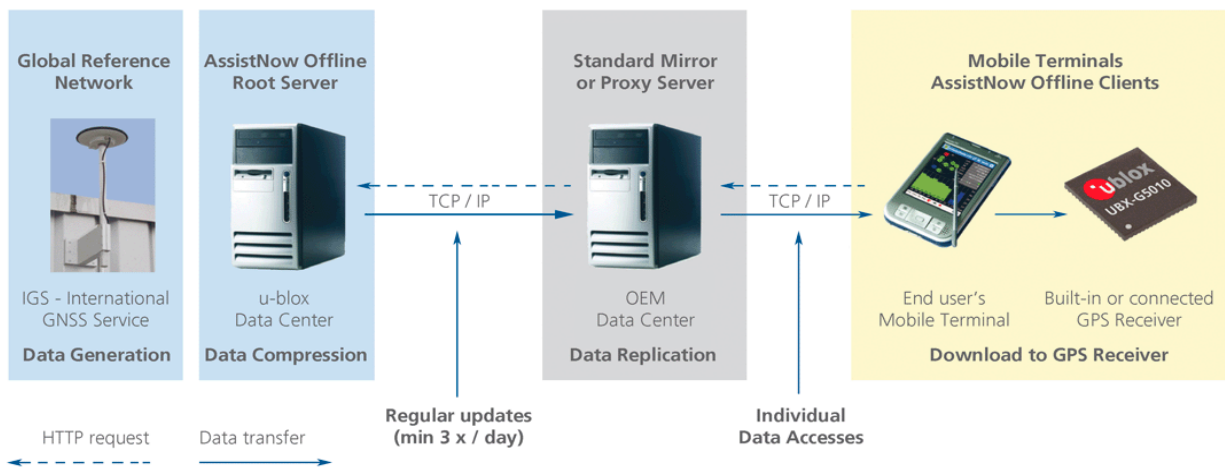 Global Reference
Network
IGS - International
GNSS Service
Data Generation
AssistNow Offline
Root Server
u-blox
Data Center
Data Compression
TCP / IP
Regular updates
(min 3 x / day)
Standard Mirror
or Proxy Server
OEM
Data Center
Data Replication
TCP / IP
Individual
Data Accesses
Mobile Terminals
AssistNow Offline Clients
ublox
UBX-G5010
End user's
Mobile Terminal
Built-in or connected
GPS Receiver
Download to GPS Receiver
HTTP request
Data transfer